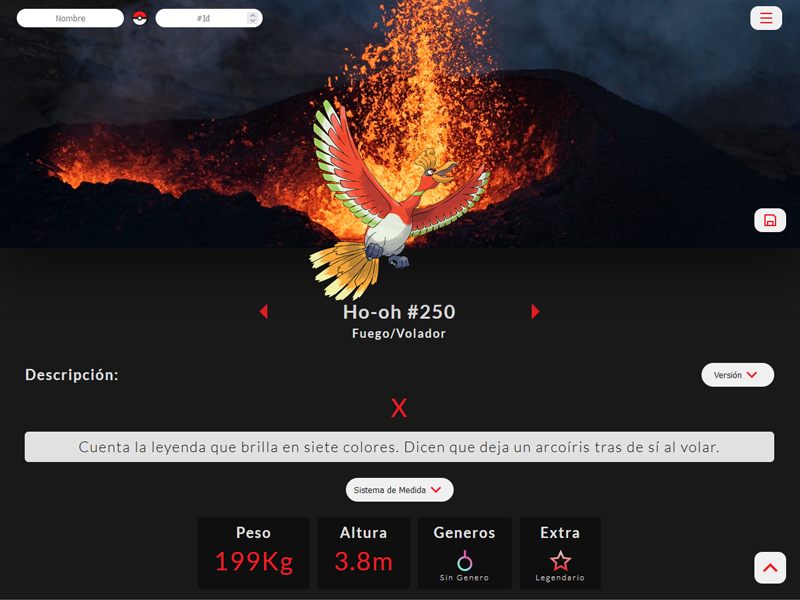 Nombre
#Id
Ho-oh #250
Fuego/Volador
Descripción:
Versión
X
Cuenta la leyenda que brilla en siete colores. Dicen que deja un arcoíris tras de sí al volar.
Sistema de Medida
Peso
199Kg
Altura
3.8m
Generos
Sin Genero
Extra
Legendario